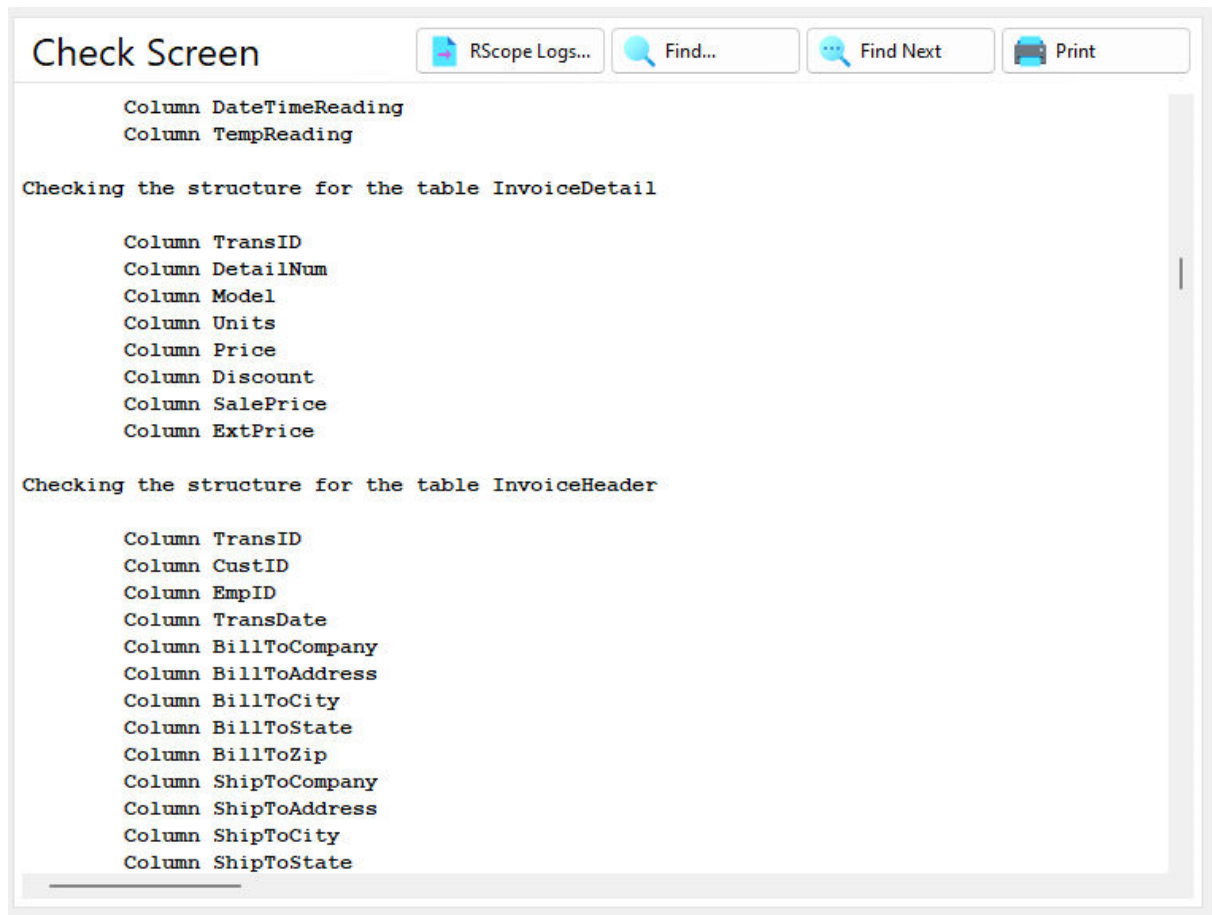 Check Screen
RScope Logs...
Find...
Find Next
Print
Column DateTimeReading
Column TempReading
Checking the structure for the table InvoiceDetail
Column TransID
Column DetailNum
Column Model
Column Units
Column Price
Column Discount
Column SalePrice
Column ExtPrice
Checking the structure for the table InvoiceHeader
Column TransID
Column CustID
Column EmpID
Column TransDate
Column BillToCompany
Column BillToAddress
Column BillToCity
Column BillToState
Column BillToZip
Column ShipToCompany
Column ShipToAddress
Column ShipToCity
Column ShipToState